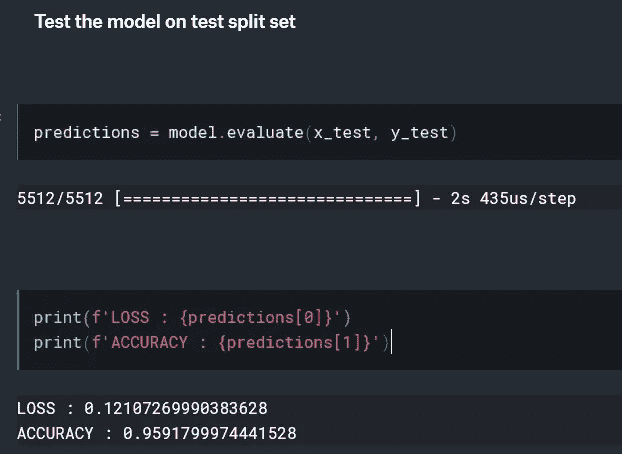 Test the model on test split set
predictions = model.evaluate(x_test, y_test)
5512/5512 [==============================] - 2s 435us/step
print(f'LOSS : {predictions[0]}')
print(f'ACCURACY : {predictions[1]}')
LOSS : 0.12107269990383628
ACCURACY : 0.9591799974441528